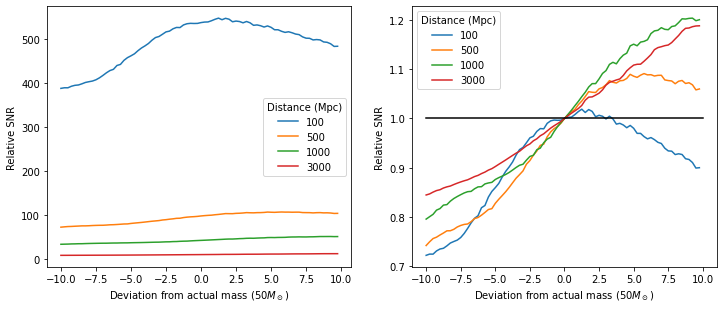 500
400
300
200
100
0
Relative SNR
−10.0 −7.5 −5.0 −2.5 0.0 2.5 5.0 7.5 10.0
Deviation from actual mass (50M⊙)
Distance (Mpc)
100
500
1000
3000
1.2
1.1
1.0
0.9
0.8
0.7
Relative SNR
−10.0 −7.5 −5.0 −2.5 0.0 2.5 5.0 7.5 10.0
Deviation from actual mass (50M⊙)
Distance (Mpc)
100
500
1000
3000